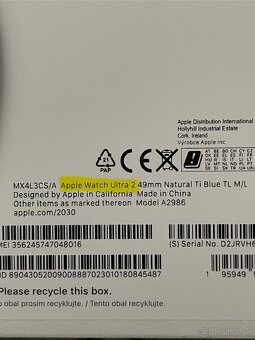 Apple Distribution International
Hollyhill Industrial Estate
Cork, Ireland
Výrobce Apple Inc.
21
PAP
MX4L3CS/A Apple Watch Ultra 2 49mm Natural Ti Blue TL M/L
Designed by Apple in California Made in China
Other items as marked thereon Model A2986
apple.com/2030
MEI 356245747048016
(S) Serial No. D2JRVH6
ID 89043052009008887023010180845487
1 95949
Please recycle this box.
o obal prosím recyklujte. / Tento obal recyklujte.